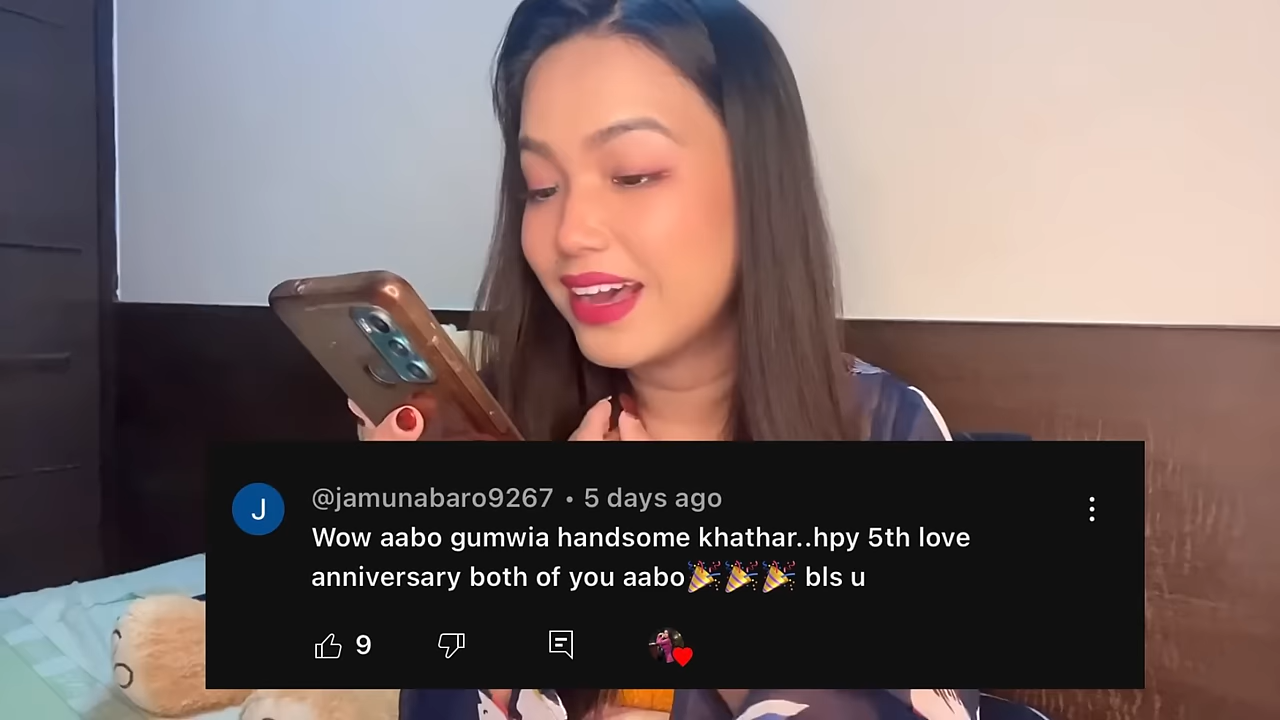 J
@jamunabaro9267 • 5 days ago
Wow aabo gumwia handsome khathar..hpy 5th love
anniversary both of you aabo🎉🎉🎉 bls u
9